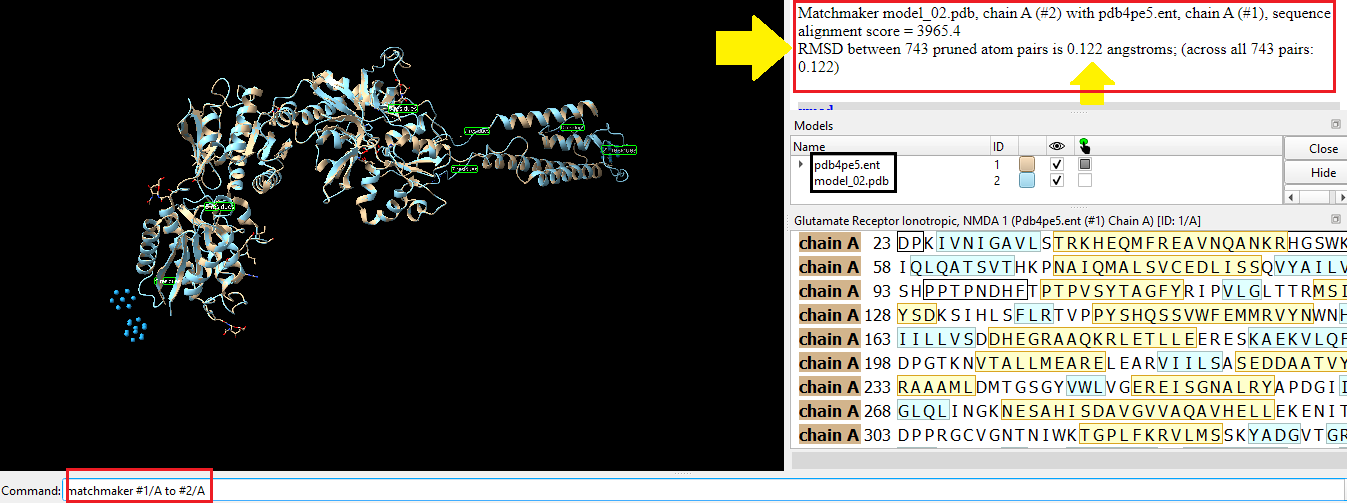 Matchmaker model_02.pdb, chain A (#2) with pdb4pe5.ent, chain A (#1), sequence
alignment score = 3965.4
RMSD between 743 pruned atom pairs is 0.122 angstroms; (across all 743 pairs:
0.122)
Models
Name ID
pdb4pe5.ent 1
model_02.pdb 2
Close
Hide
Glutamate Receptor Ionotropic, NMDA 1 (Pdb4pe5.ent (#1) Chain A) [ID: 1/A]
chain A 23 DPKIVNIGAVLSTRKHEQMFREAVNQANKRHGSWK
chain A 58 IQLQATSVTHKPNAIQMALSVCEDLISSQVYAILV
chain A 93 SHPPTPNDHFTPTPVSYTAGFYRIPVLGLTTRMSI
chain A 128 YSDKSIHLSFLRTVPPYSHQSSVWFEMMRVYNWNH
chain A 163 IILLVSDDHEGRAAQKRLETLLEERESKAEKVLQF
chain A 198 DPGTKNVTALLMEARELEARVIILSASEDDAATVY
chain A 233 RAAAMLDMTGSGYVWLVGEREISGNALRYAPDGII
chain A 268 GLQLINGKNESAHISDAVGVVAQAVHELLEKENIT
chain A 303 DPPRGCVGNTNIWKTGPLFKRVLMSSKYADGVTGR
Command: matchmaker #1/A to #2/A